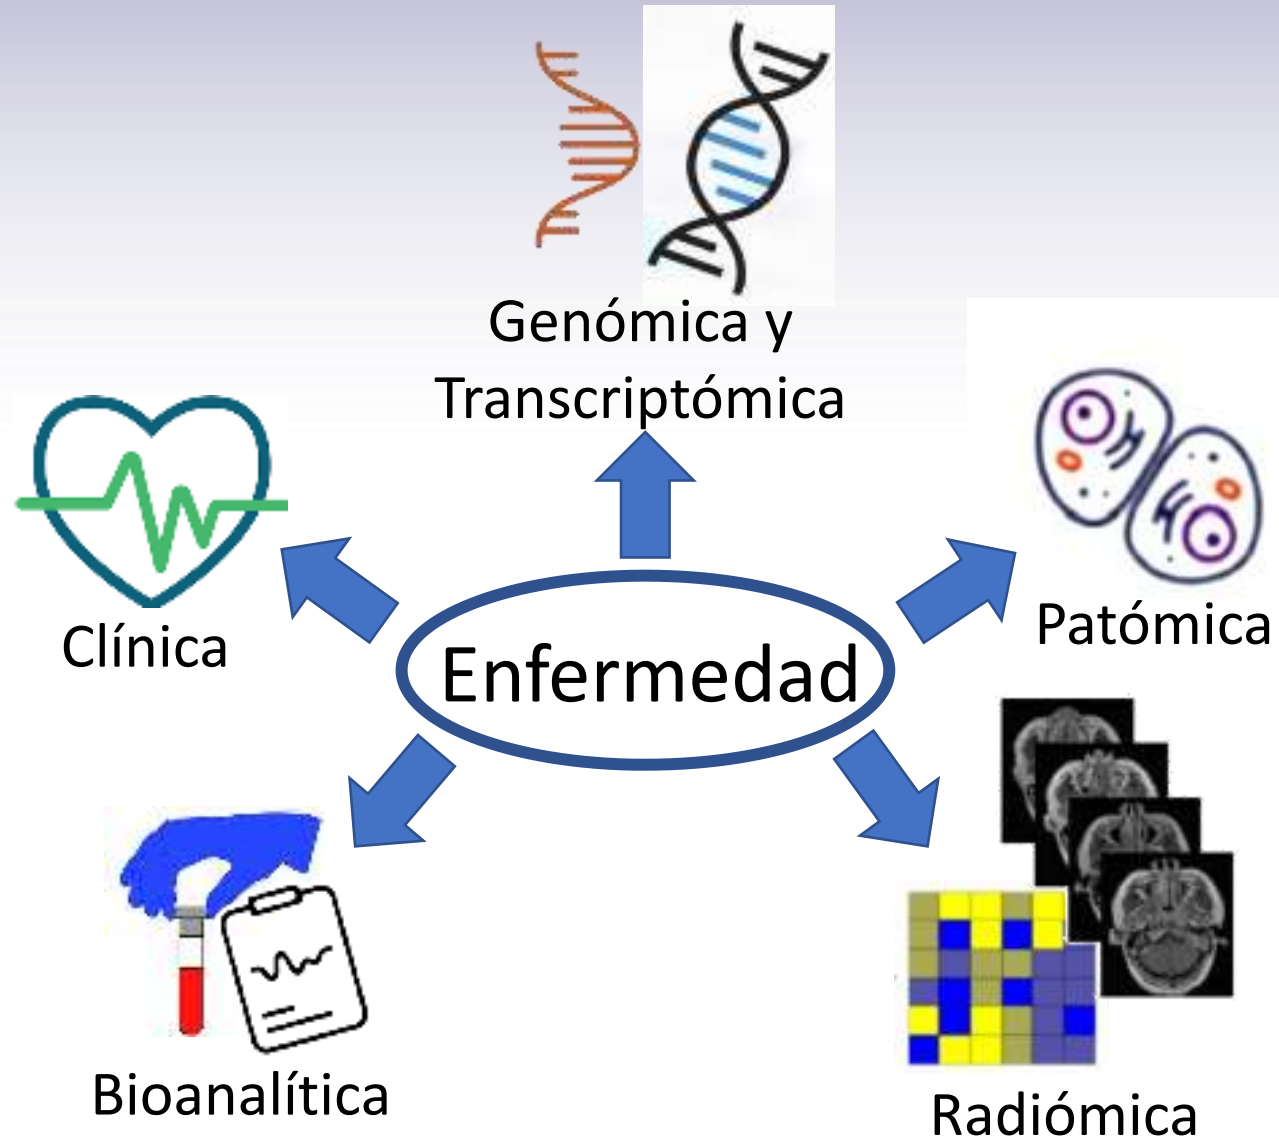 Genómica y
Transcriptómica
Clínica
Patómica
Enfermedad
Bioanalítica
Radiómica